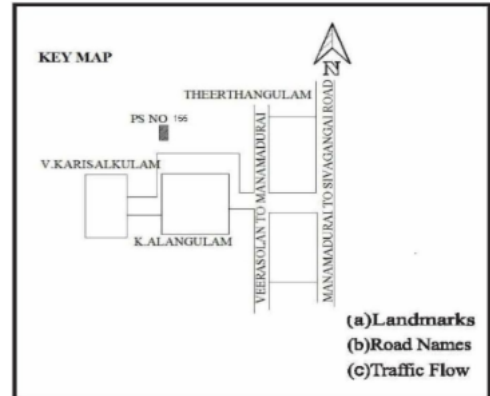 KEY MAP
N
THEERTHANGULAM
PS NO 155
V.KARISALKULAM
K.ALANGULAM
VEERASOLAN TO MANAMADURAI
MANAMADURAI TO SIVAGANGAI ROAD
(a)Landmarks
(b)Road Names
(c)Traffic Flow